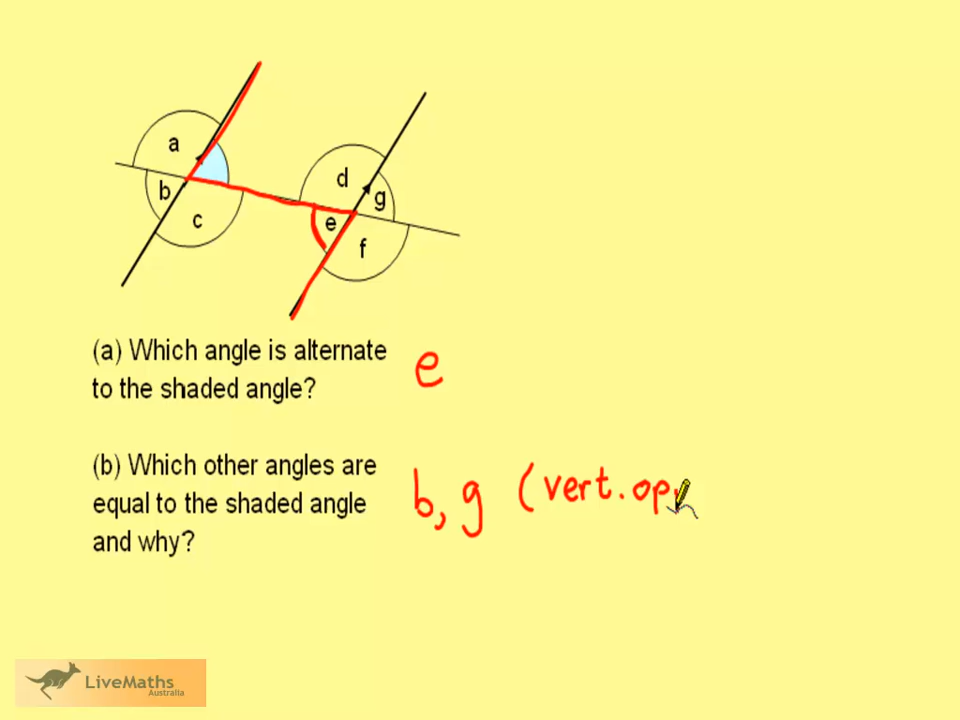 a
b
c
d
g
e
f
(a) Which angle is alternate
to the shaded angle?
e
(b) Which other angles are
equal to the shaded angle
and why?
b, g (vert. op
LiveMaths
Australia